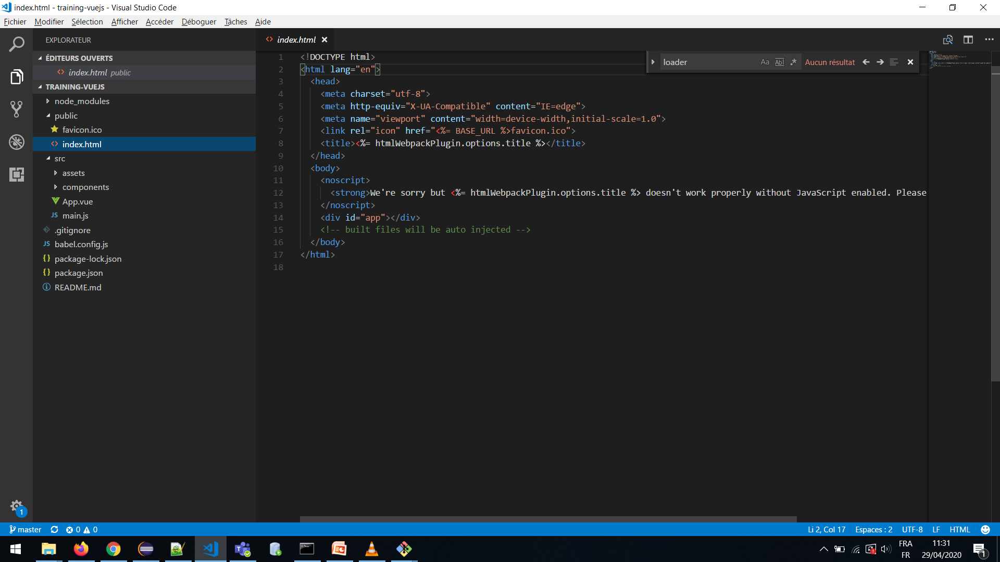 index.html - training-vuejs - Visual Studio Code
Fichier Modifier Sélection Afficher Accéder Déboguer Tâches Aide
EXPLORATEUR
ÉDITEURS OUVERTS
index.html public
TRAINING-VUEJS
node_modules
public
favicon.ico
index.html
src
assets
components
App.vue
JS main.js
.gitignore
JS babel.config.js
{} package-lock.json
{} package.json
README.md
1
index.html
loader Aa Abl .* Aucun résultat
1 <!DOCTYPE html>
2 <html lang="en">
3 <head>
4 <meta charset="utf-8">
5 <meta http-equiv="X-UA-Compatible" content="IE=edge">
6 <meta name="viewport" content="width=device-width,initial-scale=1.0">
7 <link rel="icon" href="<%= BASE_URL %>favicon.ico">
8 <title><%= htmlWebpackPlugin.options.title %></title>
9 </head>
10 <body>
11 <noscript>
12 <strong>We're sorry but <%= htmlWebpackPlugin.options.title %> doesn't work properly without JavaScript enabled. Please
13 </noscript>
14 <div id="app"></div>
15 <!-- built files will be auto injected -->
16 </body>
17 </html>
18
master 0 0 Li 2, Col 17 Espaces : 2 UTF-8 LF HTML
FRA
FR
11:31
29/04/2020
1